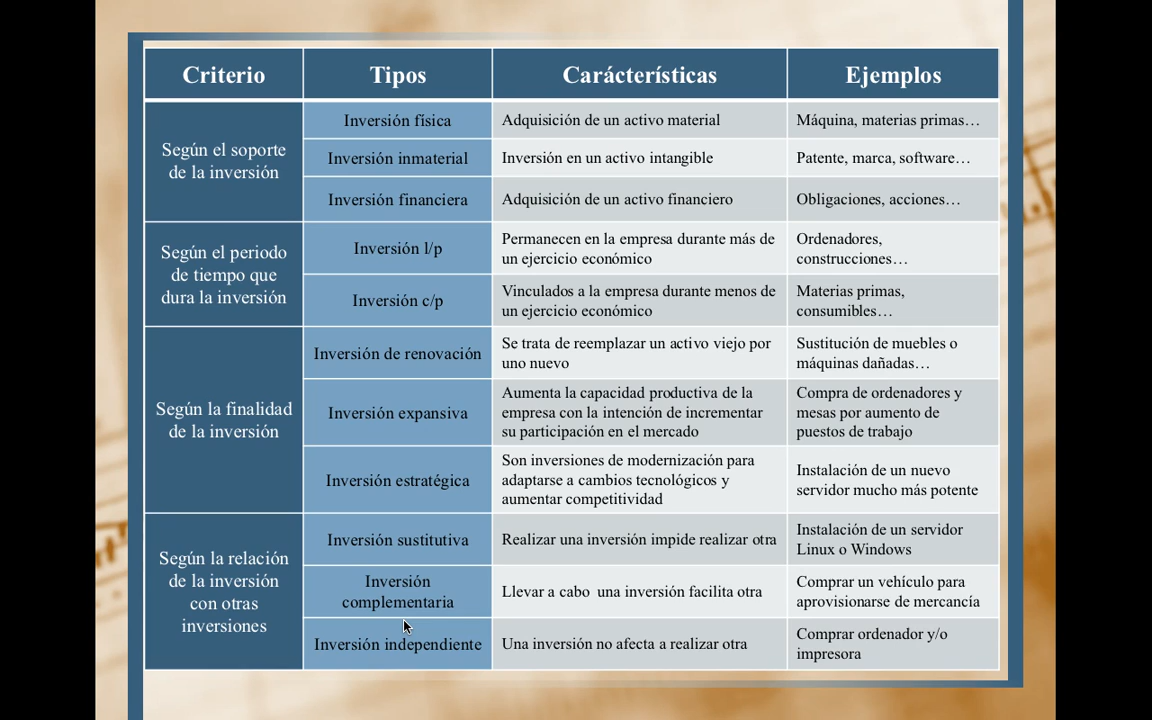 Criterio
Tipos
Carácterísticas
Ejemplos
Según el soporte
de la inversión
Inversión física
Adquisición de un activo material
Máquina, materias primas…
Inversión inmaterial
Inversión en un activo intangible
Patente, marca, software…
Inversión financiera
Adquisición de un activo financiero
Obligaciones, acciones…
Según el periodo
de tiempo que
dura la inversión
Inversión l/p
Permanecen en la empresa durante más de
un ejercicio económico
Ordenadores,
construcciones…
Inversión c/p
Vinculados a la empresa durante menos de
un ejercicio económico
Materias primas,
consumibles…
Según la finalidad
de la inversión
Inversión de renovación
Se trata de reemplazar un activo viejo por
uno nuevo
Sustitución de muebles o
máquinas dañadas…
Inversión expansiva
Aumenta la capacidad productiva de la
empresa con la intención de incrementar
su participación en el mercado
Compra de ordenadores y
mesas por aumento de
puestos de trabajo
Inversión estratégica
Son inversiones de modernización para
adaptarse a cambios tecnológicos y
aumentar competitividad
Instalación de un nuevo
servidor mucho más potente
Según la relación
de la inversión
con otras
inversiones
Inversión sustitutiva
Realizar una inversión impide realizar otra
Instalación de un servidor
Linux o Windows
Inversión
complementaria
Llevar a cabo una inversión facilita otra
Comprar un vehículo para
aprovisionarse de mercancía
Inversión independiente
Una inversión no afecta a realizar otra
Comprar ordenador y/o
impresora